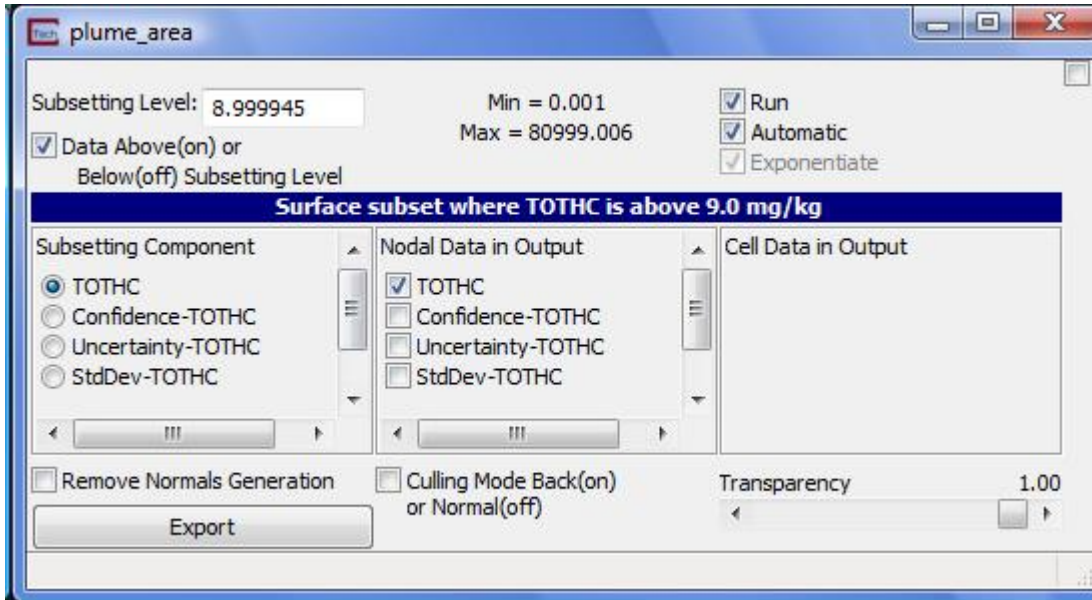 Tech plume_area
Subsetting Level: 8.999945
Min = 0.001
Max = 80999.006
Run
Automatic
Exponentiate
Data Above(on) or
Below(off) Subsetting Level
Surface subset where TOTHC is above 9.0 mg/kg
Subsetting Component
TOTHC
Confidence-TOTHC
Uncertainty-TOTHC
StdDev-TOTHC
Nodal Data in Output
TOTHC
Confidence-TOTHC
Uncertainty-TOTHC
StdDev-TOTHC
Cell Data in Output
Remove Normals Generation
Export
Culling Mode Back(on)
or Normal(off)
Transparency 1.00